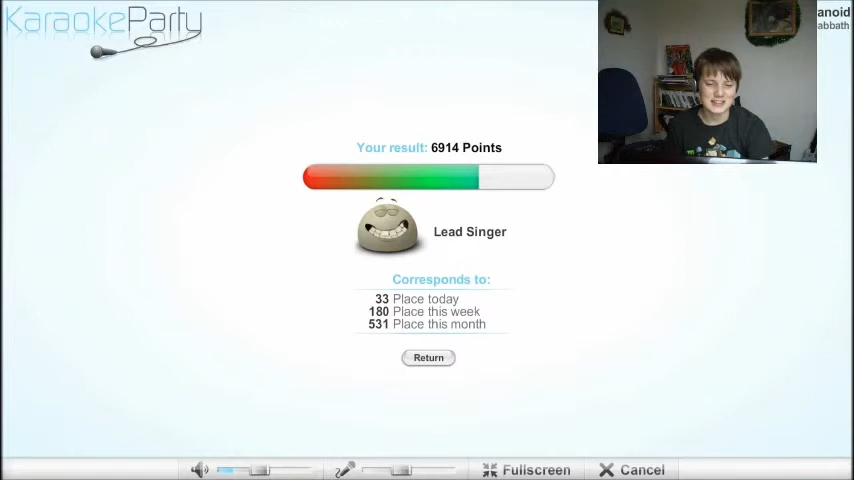 KaraokeParty
anoid
abbath
Your result: 6914 Points
Lead Singer
Corresponds to:
33 Place today
180 Place this week
531 Place this month
Return
Fullscreen
Cancel